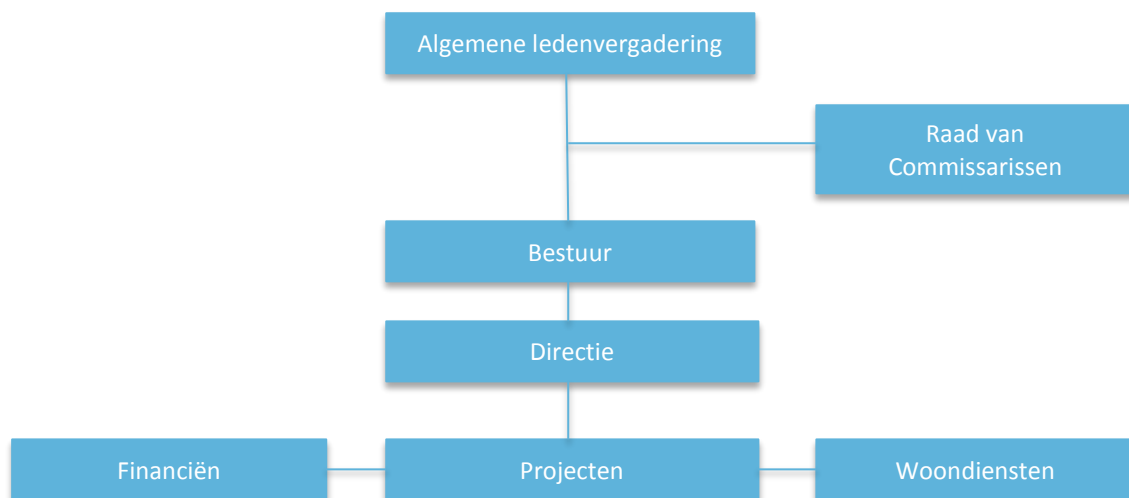 Algemene ledenvergadering
Raad van
Commissarissen
Bestuur
Directie
Financiën
Projecten
Woondiensten